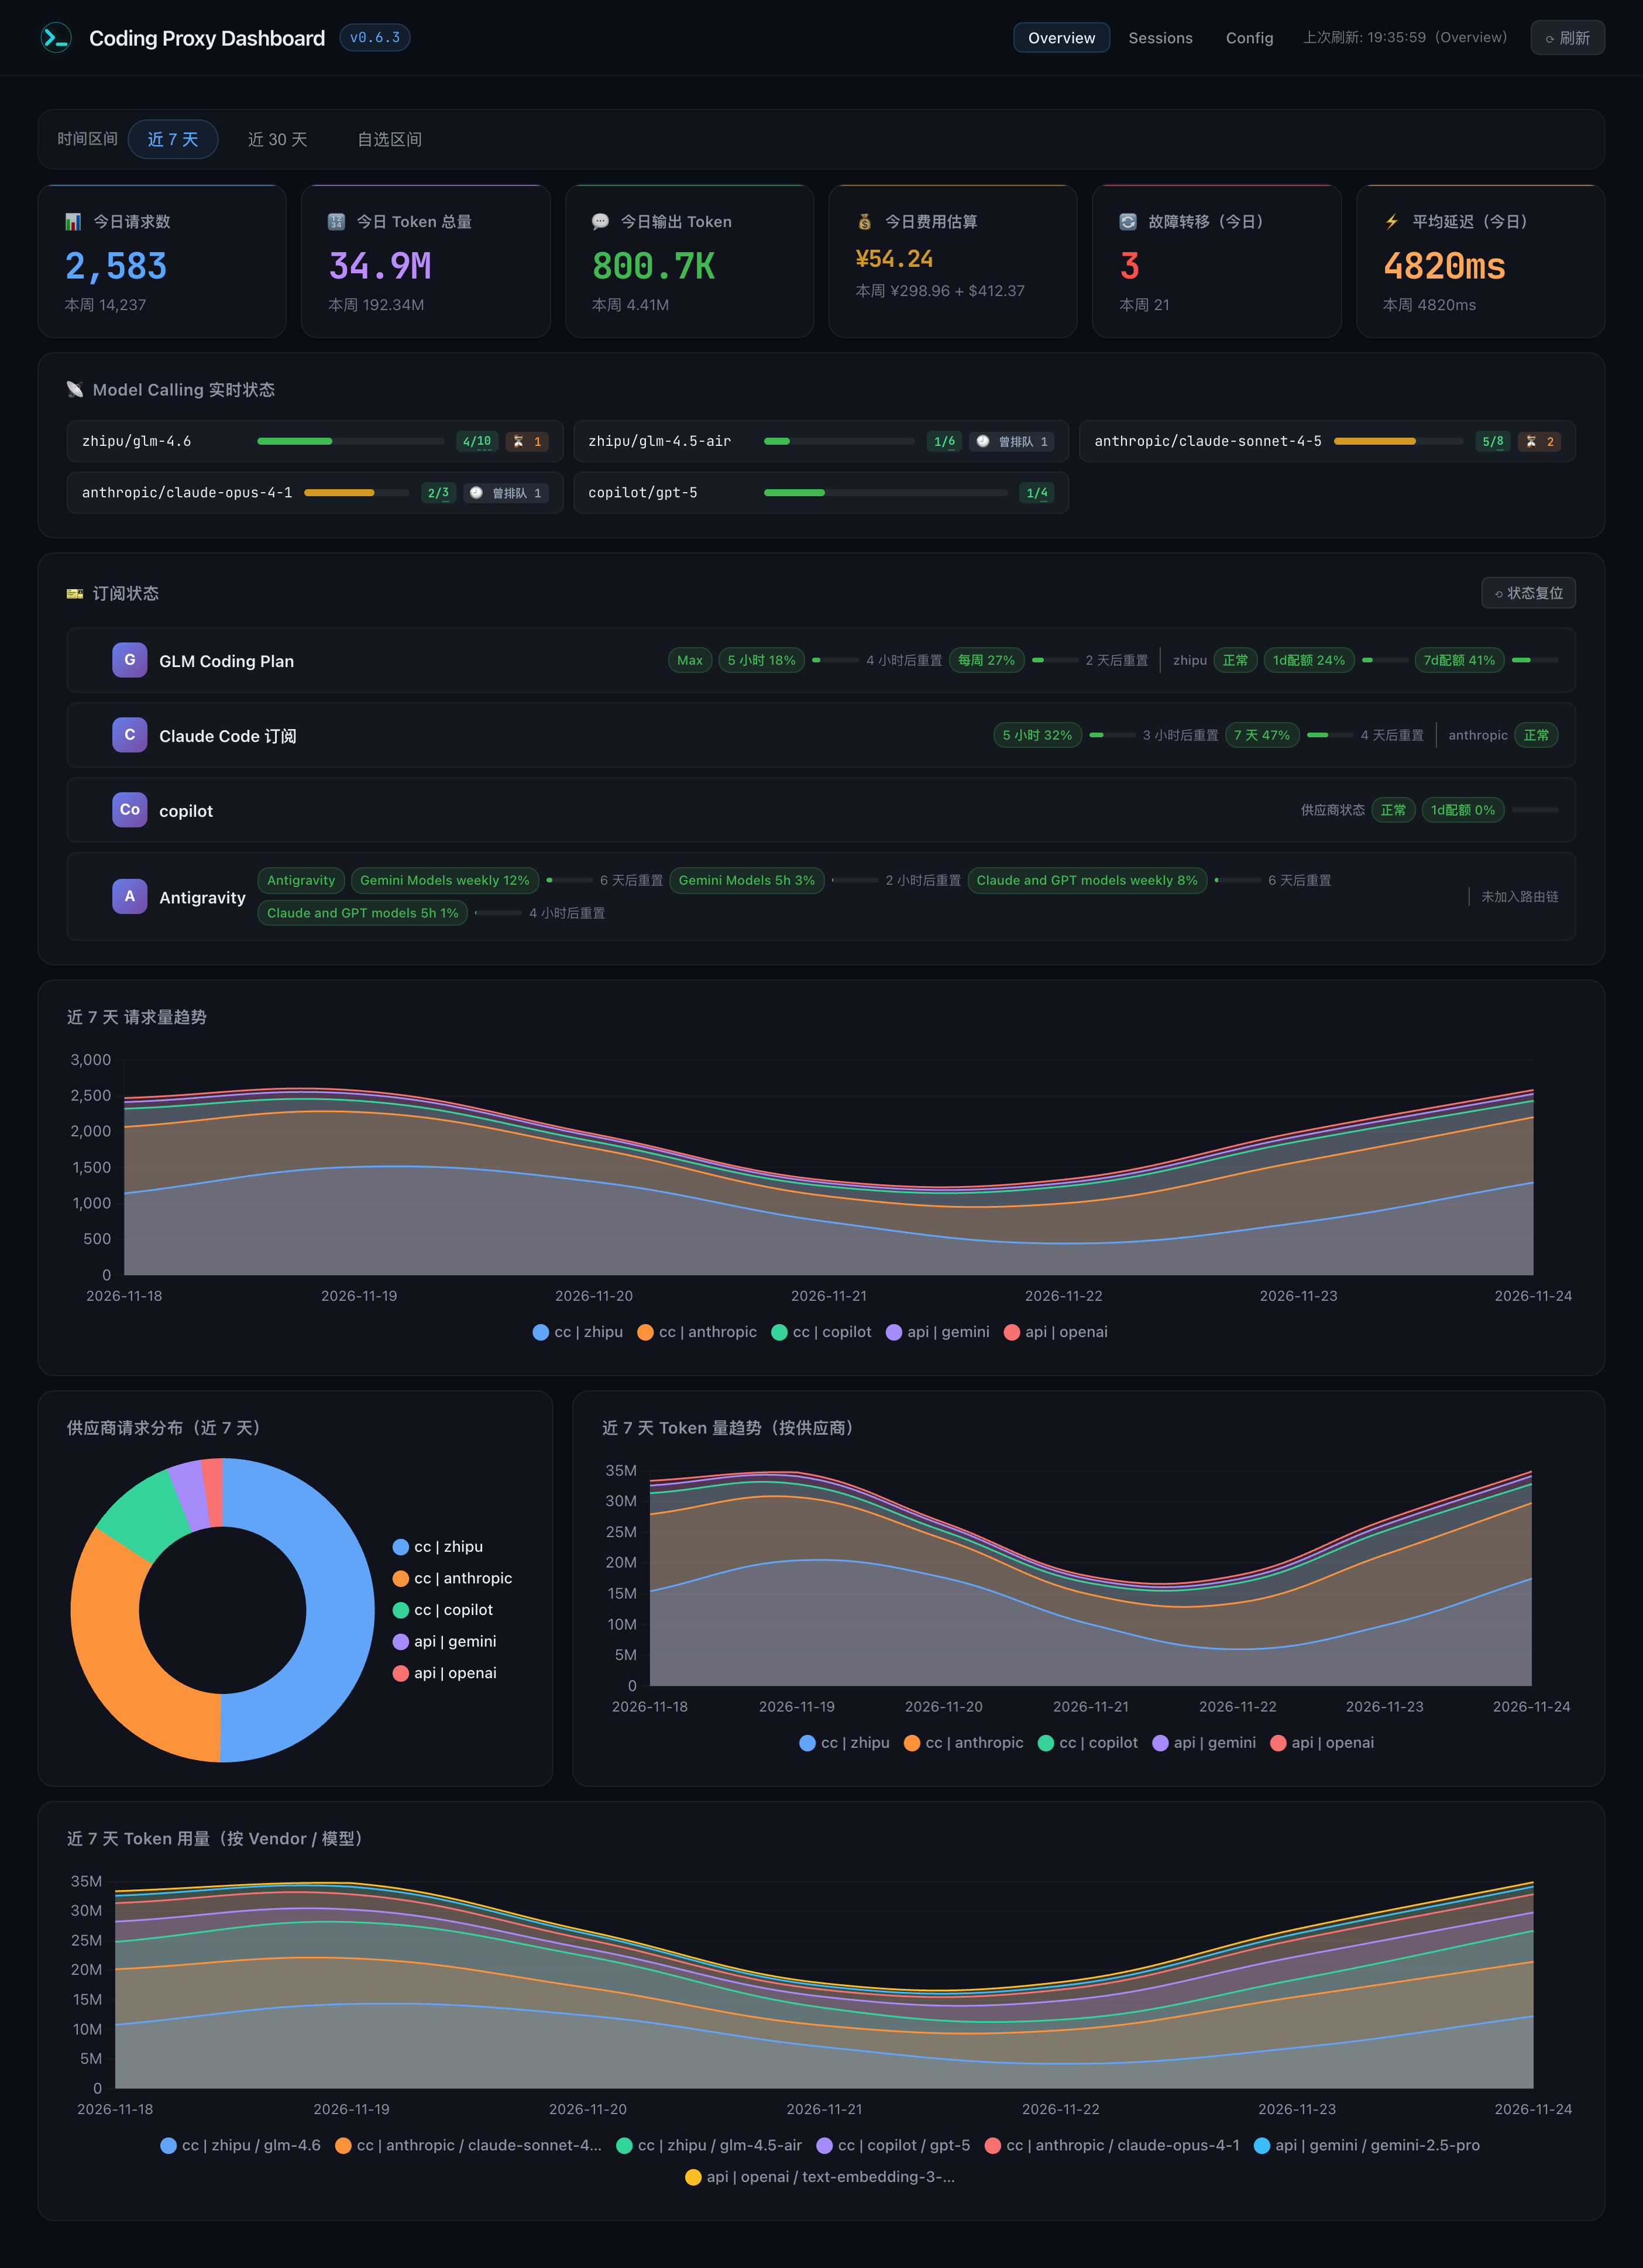 Coding Proxy Dashboard v0.6.3
Overview Sessions Config 上次刷新: 19:35:59 (Overview) ⟳ 刷新
时间区间 近 7 天 近 30 天 自选区间
今日请求数
2,583
本周 14,237
今日 Token 总量
34.9M
本周 192.34M
今日输出 Token
800.7K
本周 4.41M
今日费用估算
¥54.24
本周 ¥298.96 + $412.37
故障转移（今日）
3
本周 21
平均延迟（今日）
4820ms
本周 4820ms
Model Calling 实时状态
zhipu/glm-4.6 4/10 1
zhipu/glm-4.5-air 1/6 曾排队 1
anthropic/claude-sonnet-4-5 5/8 2
anthropic/claude-opus-4-1 2/3 曾排队 1
copilot/gpt-5 1/4
订阅状态 ⟲ 状态复位
G GLM Coding Plan Max 5 小时 18% 4 小时后重置 每周 27% 2 天后重置 zhipu 正常 1d配额 24% 7d配额 41%
C Claude Code 订阅 5 小时 32% 3 小时后重置 7 天 47% 4 天后重置 anthropic 正常
Co copilot 供应商状态 正常 1d配额 0%
A Antigravity Antigravity Gemini Models weekly 12% 6 天后重置 Gemini Models 5h 3% 2 小时后重置 Claude and GPT models weekly 8% 6 天后重置
Claude and GPT models 5h 1% 4 小时后重置
未加入路由链
近 7 天 请求量趋势
3,000
2,500
2,000
1,500
1,000
500
0
2026-11-18 2026-11-19 2026-11-20 2026-11-21 2026-11-22 2026-11-23 2026-11-24
cc | zhipu cc | anthropic cc | copilot api | gemini api | openai
供应商请求分布（近 7 天）
cc | zhipu
cc | anthropic
cc | copilot
api | gemini
api | openai
近 7 天 Token 量趋势（按供应商）
35M
30M
25M
20M
15M
10M
5M
0
2026-11-18 2026-11-19 2026-11-20 2026-11-21 2026-11-22 2026-11-23 2026-11-24
cc | zhipu cc | anthropic cc | copilot api | gemini api | openai
近 7 天 Token 用量（按 Vendor / 模型）
35M
30M
25M
20M
15M
10M
5M
0
2026-11-18 2026-11-19 2026-11-20 2026-11-21 2026-11-22 2026-11-23 2026-11-24
cc | zhipu / glm-4.6 cc | anthropic / claude-sonnet-4... cc | zhipu / glm-4.5-air cc | copilot / gpt-5 cc | anthropic / claude-opus-4-1 api | gemini / gemini-2.5-pro
api | openai / text-embedding-3-...